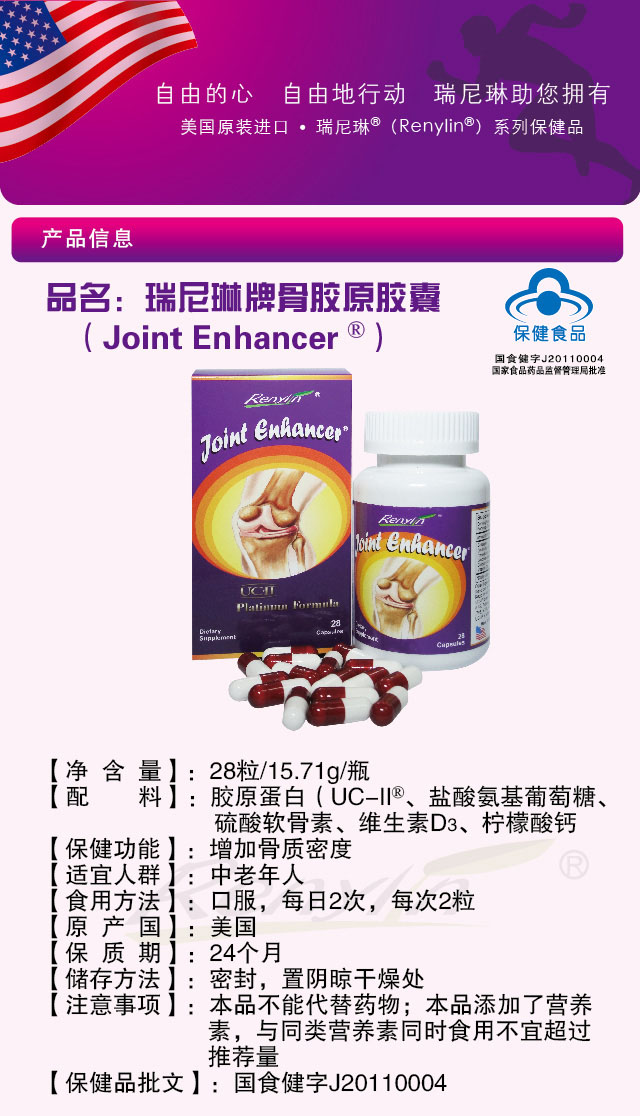 自由的心 自由地行动 瑞尼琳助您拥有
美国原装进口 • 瑞尼琳®（Renylin®）系列保健品
产品信息
品名：瑞尼琳牌骨胶原胶囊
（Joint Enhancer ®）
保健食品
国食健字J20110004
国家食品药品监督管理局批准
Renylin®
Joint Enhancer®
UC-II
Platinum Formula
Dietary
Supplement
28
Capsules
Renylin®
Joint Enhancer
28
Capsules
【净含量】：28粒/15.71g/瓶
【配 料】：胶原蛋白（UC-II®、盐酸氨基葡萄糖、
硫酸软骨素、维生素D3、柠檬酸钙
【保健功能】：增加骨质密度
【适宜人群】：中老年人
【食用方法】：口服，每日2次，每次2粒
【原产国】：美国
【保质期】：24个月
【储存方法】：密封，置阴晾干燥处
【注意事项】：本品不能代替药物；本品添加了营养
素，与同类营养素同时食用不宜超过
推荐量
【保健品批文】：国食健字J20110004
Renylin®